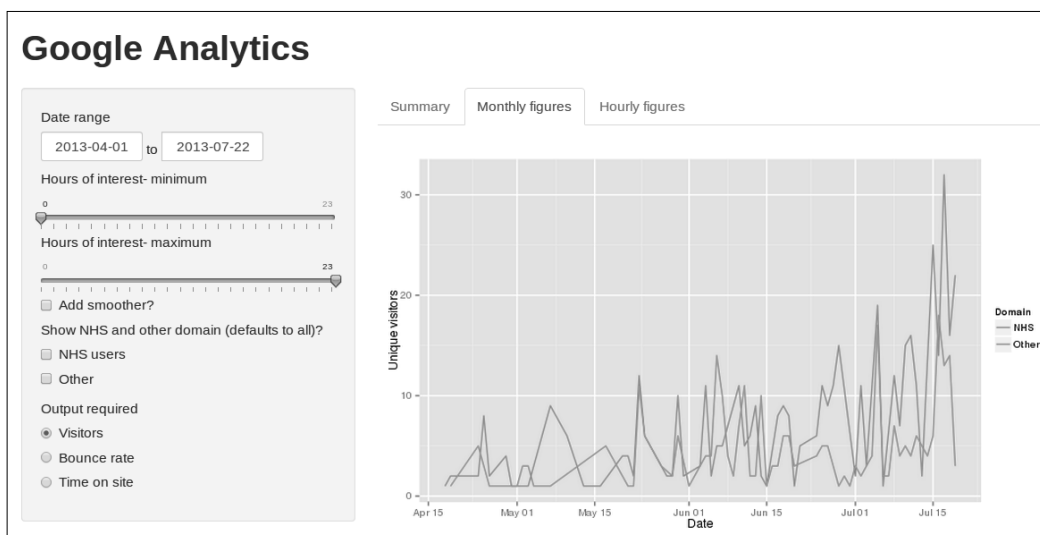 Google Analytics
Date range
2013-04-01 to 2013-07-22
Hours of interest- minimum
0 23
Hours of interest- maximum
0 23
Add smoother?
Show NHS and other domain (defaults to all)?
NHS users
Other
Output required
Visitors
Bounce rate
Time on site
Summary Monthly figures Hourly figures
Unique visitors
30
20
10
0
Apr 15 May 01 May 15 Jun 01 Jun 15 Jul 01 Jul 15
Date
Domain
NHS
Other